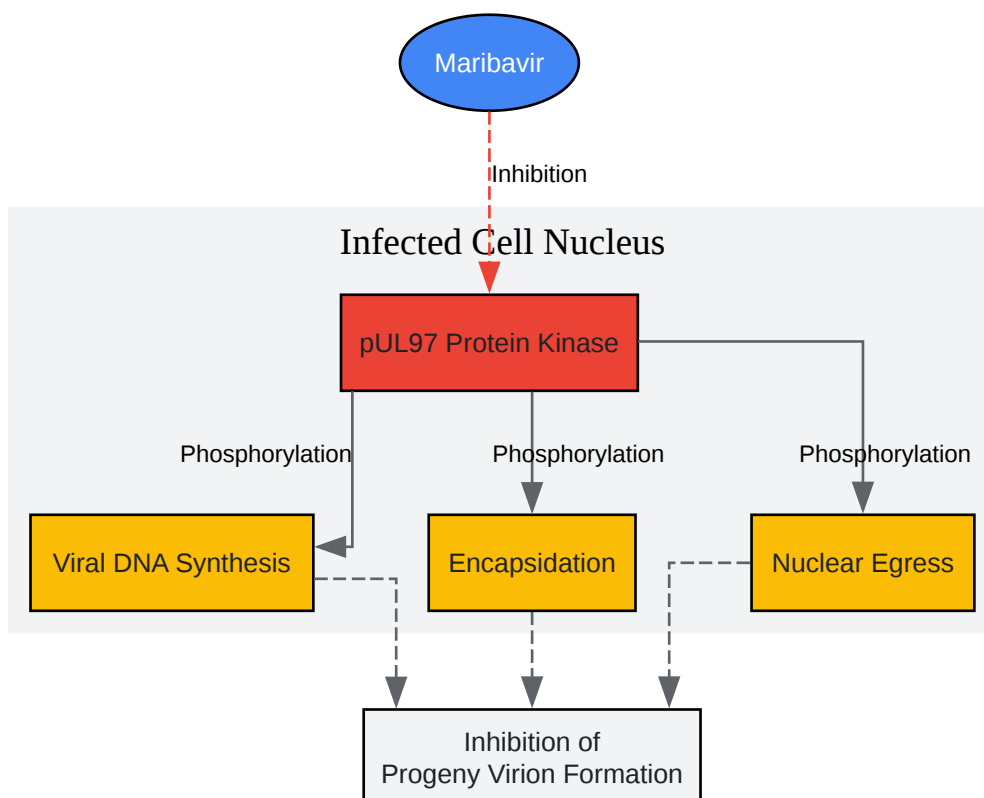 Maribavir
Inhibition
Infected Cell Nucleus
pUL97 Protein Kinase
Phosphorylation
Phosphorylation
Phosphorylation
Viral DNA Synthesis
Encapsidation
Nuclear Egress
Inhibition of
Progeny Virion Formation